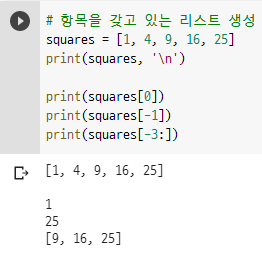 # 항목을 갖고 있는 리스트 생성
squares = [1, 4, 9, 16, 25]
print(squares, '\n')
print(squares[0])
print(squares[-1])
print(squares[-3:])
[1, 4, 9, 16, 25]
1
25
[9, 16, 25]